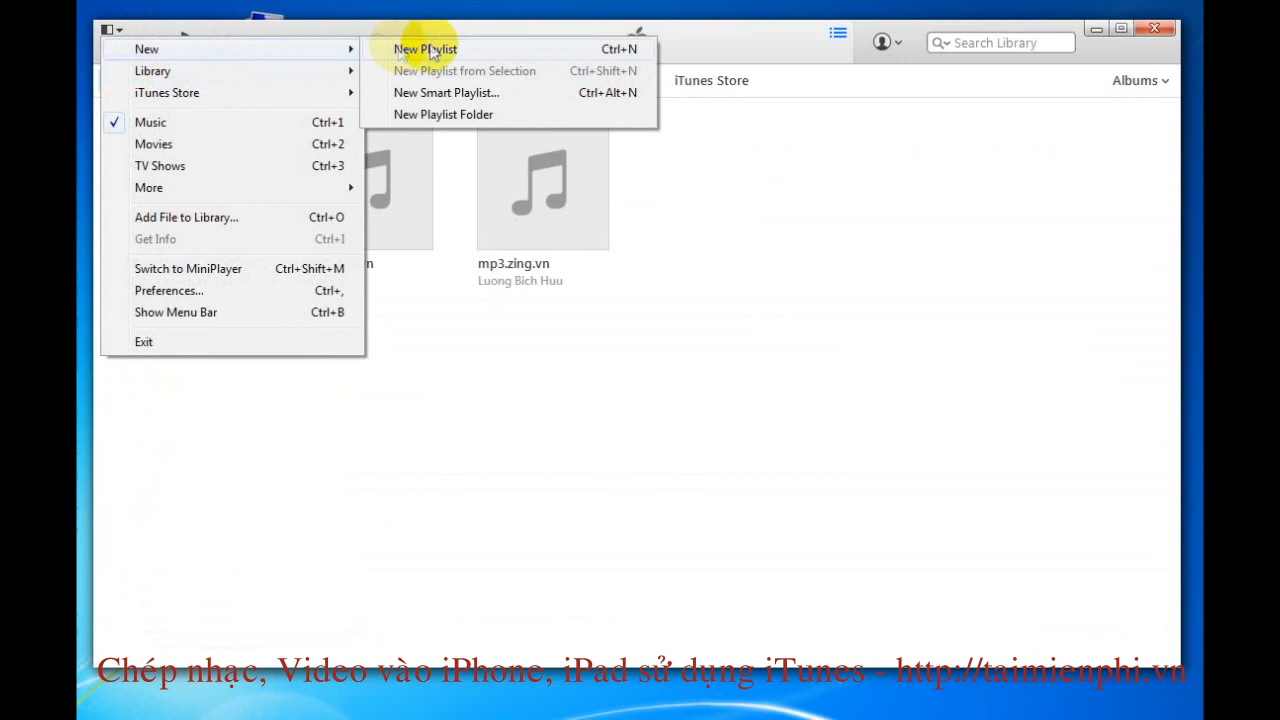 New
New Playlist Ctrl+N
Search Library
Library
New Playlist from Selection Ctrl+Shift+N
iTunes Store
New Smart Playlist... Ctrl+Alt+N
iTunes Store
Albums
New Playlist Folder
Music Ctrl+1
Movies Ctrl+2
TV Shows Ctrl+3
More
Add File to Library... Ctrl+O
Get Info Ctrl+I
Switch to MiniPlayer Ctrl+Shift+M
Preferences... Ctrl+,
Show Menu Bar Ctrl+B
Exit
mp3.zing.vn
Luong Bich Huu
Chép nhạc, Video vào iPhone, iPad sử dụng iTunes - http://taimienphi.vn